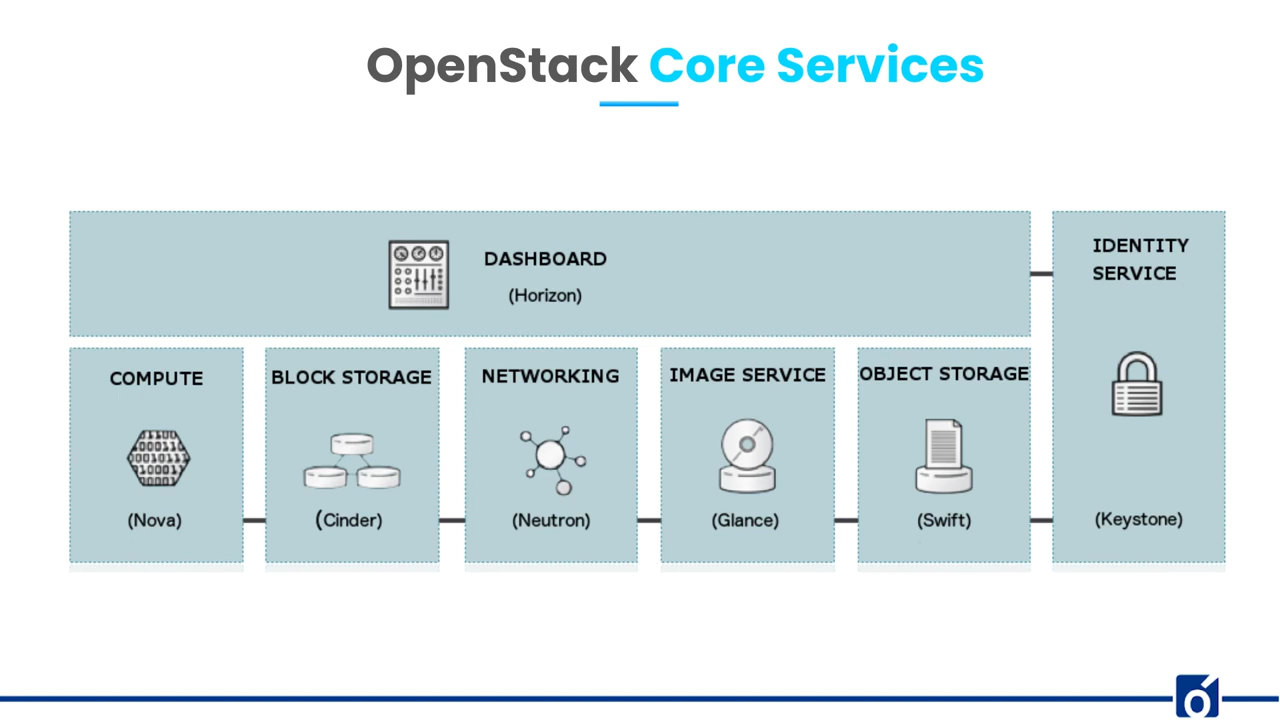 OpenStack Core Services
DASHBOARD
(Horizon)
IDENTITY
SERVICE
(Keystone)
COMPUTE
(Nova)
BLOCK STORAGE
(Cinder)
NETWORKING
(Neutron)
IMAGE SERVICE
(Glance)
OBJECT STORAGE
(Swift)